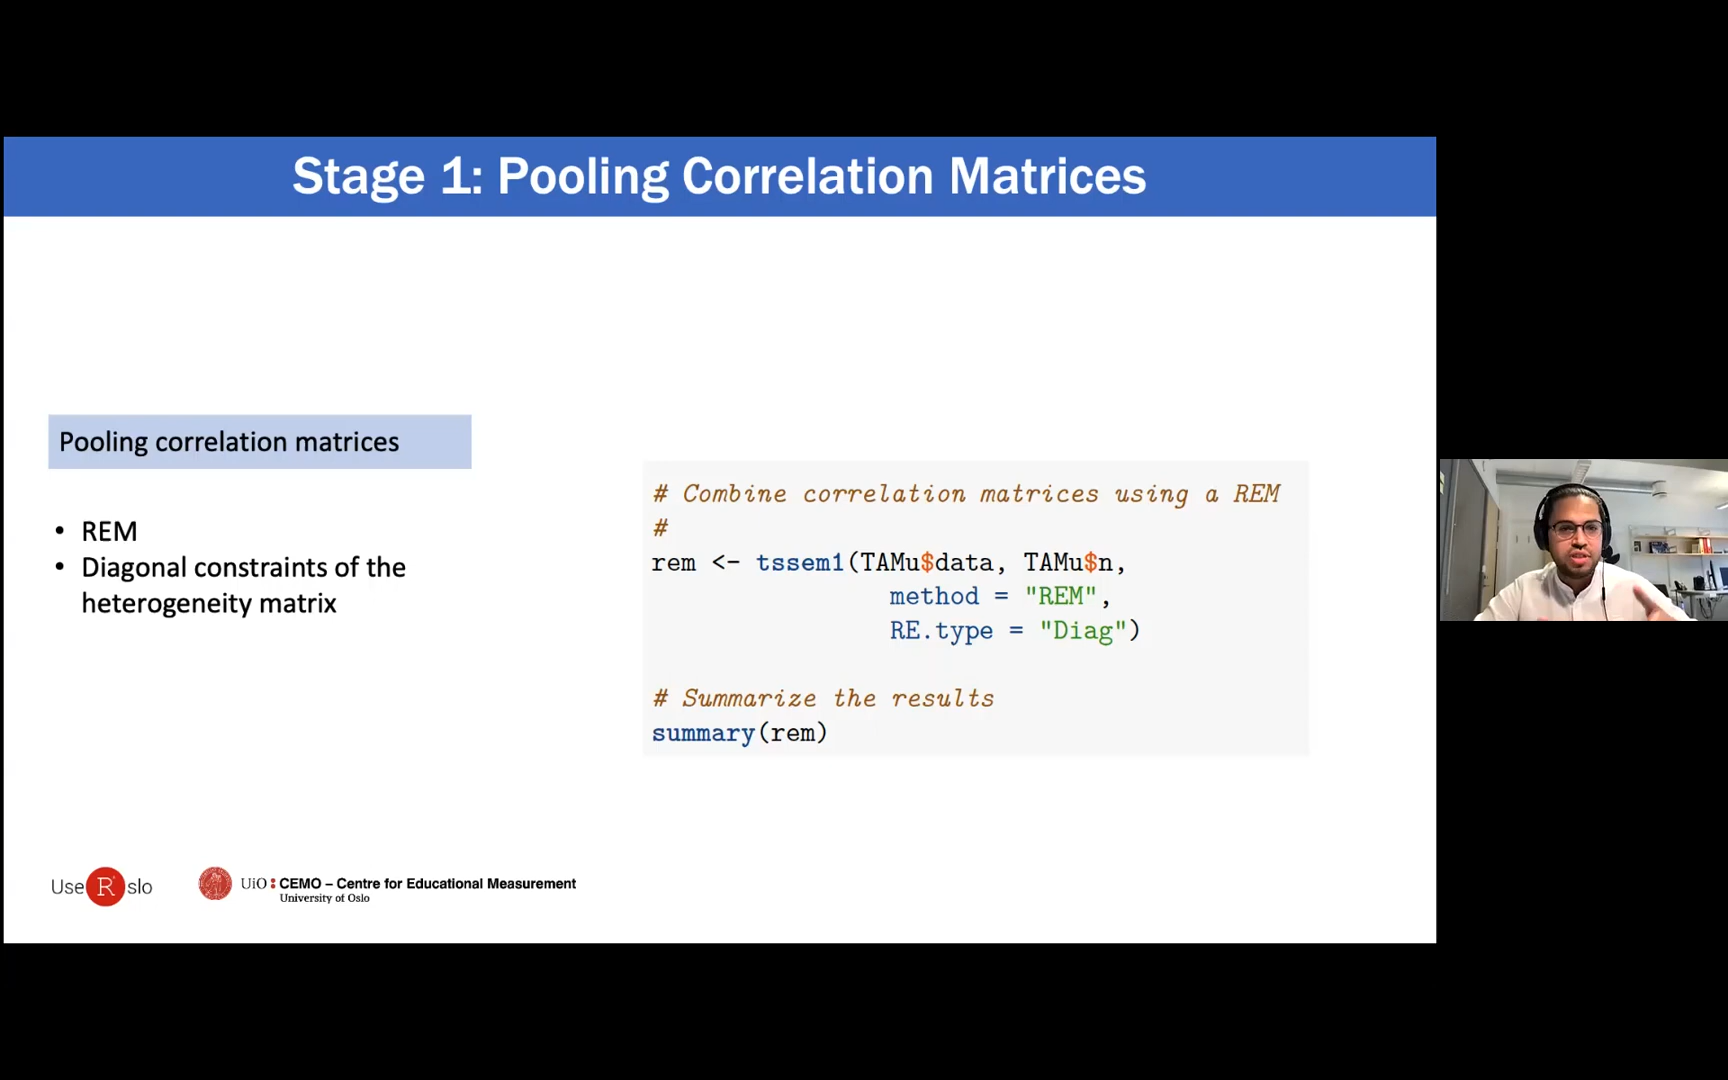 Stage 1: Pooling Correlation Matrices
Pooling correlation matrices
• REM
• Diagonal constraints of the
heterogeneity matrix
# Combine correlation matrices using a REM
#
rem <- tssem1(TAMu$data, TAMu$n,
method = "REM",
RE.type = "Diag")
# Summarize the results
summary(rem)
Use R slo
UiO: CEMO – Centre for Educational Measurement
University of Oslo